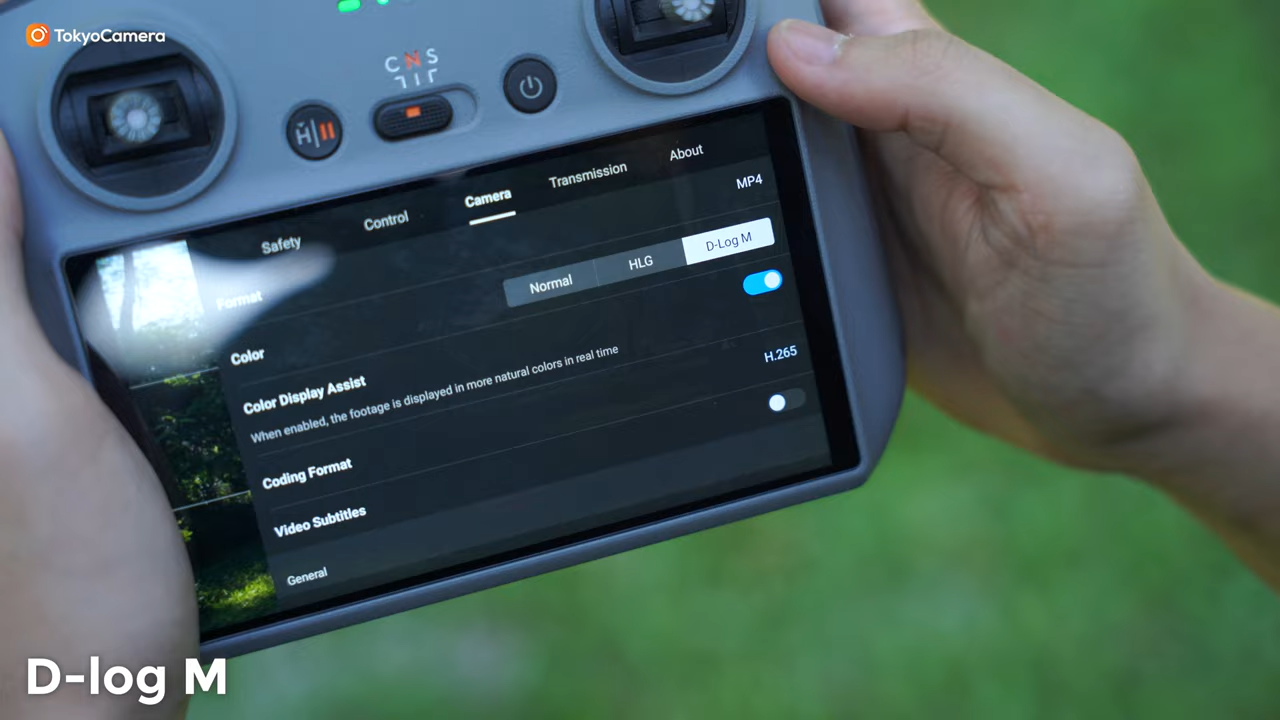 TokyoCamera
C N S
Safety
Control
Camera
Transmission
About
Format
MP4
Color
Normal
HLG
D-Log M
Color Display Assist
When enabled, the footage is displayed in more natural colors in real time
Coding Format
H.265
Video Subtitles
General
D-log M